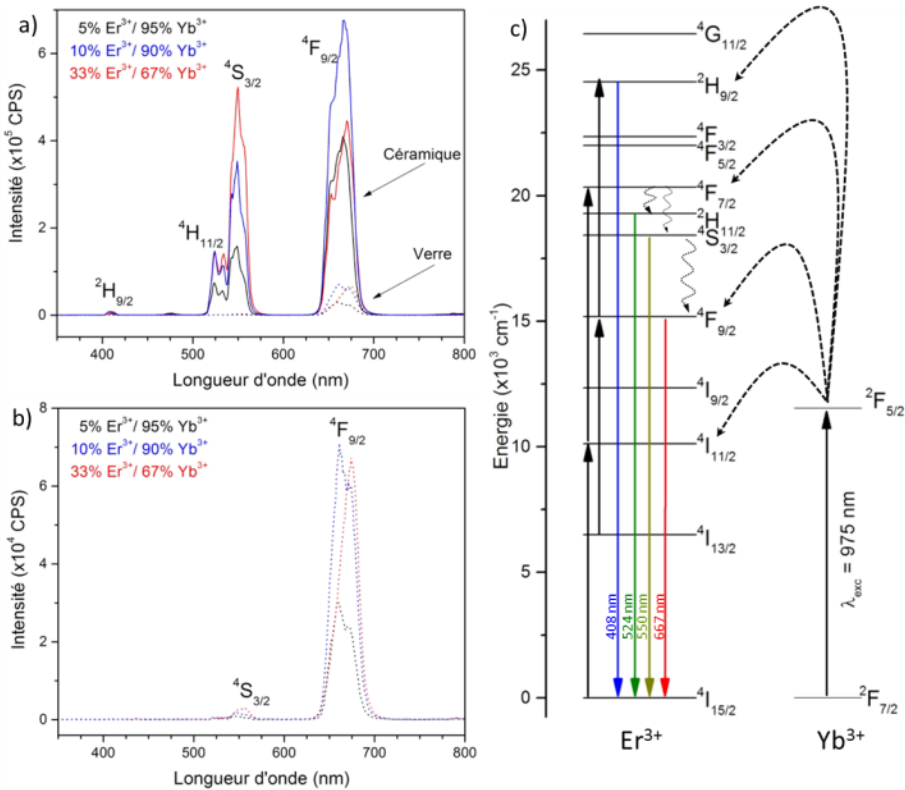 a)
5% Er³⁺/ 95% Yb³⁺
10% Er³⁺/ 90% Yb³⁺
33% Er³⁺/ 67% Yb³⁺
⁴F₉/₂
⁴S₃/₂
Céramique
⁴H₁₁/₂
Verre
²H₉/₂
Intensité (x10⁵ CPS)
6
4
2
0
400 500 600 700 800
Longueur d'onde (nm)
b)
5% Er³⁺/ 95% Yb³⁺
10% Er³⁺/ 90% Yb³⁺
33% Er³⁺/ 67% Yb³⁺
⁴F₉/₂
⁴S₃/₂
Intensité (x10⁴ CPS)
8
6
4
2
0
400 500 600 700 800
Longueur d'onde (nm)
c)
Energie (x10³ cm⁻¹)
25
20
15
10
5
0
⁴G₁₁/₂
²H₉/₂
⁴F₃/₂
⁴F₅/₂
⁴F₇/₂
²H₁₁/₂
⁴S₃/₂
⁴F₉/₂
⁴I₉/₂
⁴I₁₁/₂
⁴I₁₃/₂
⁴I₁₅/₂
408 nm
524 nm
550 nm
667 nm
²F₅/₂
λexc = 975 nm
²F₇/₂
Er³⁺
Yb³⁺